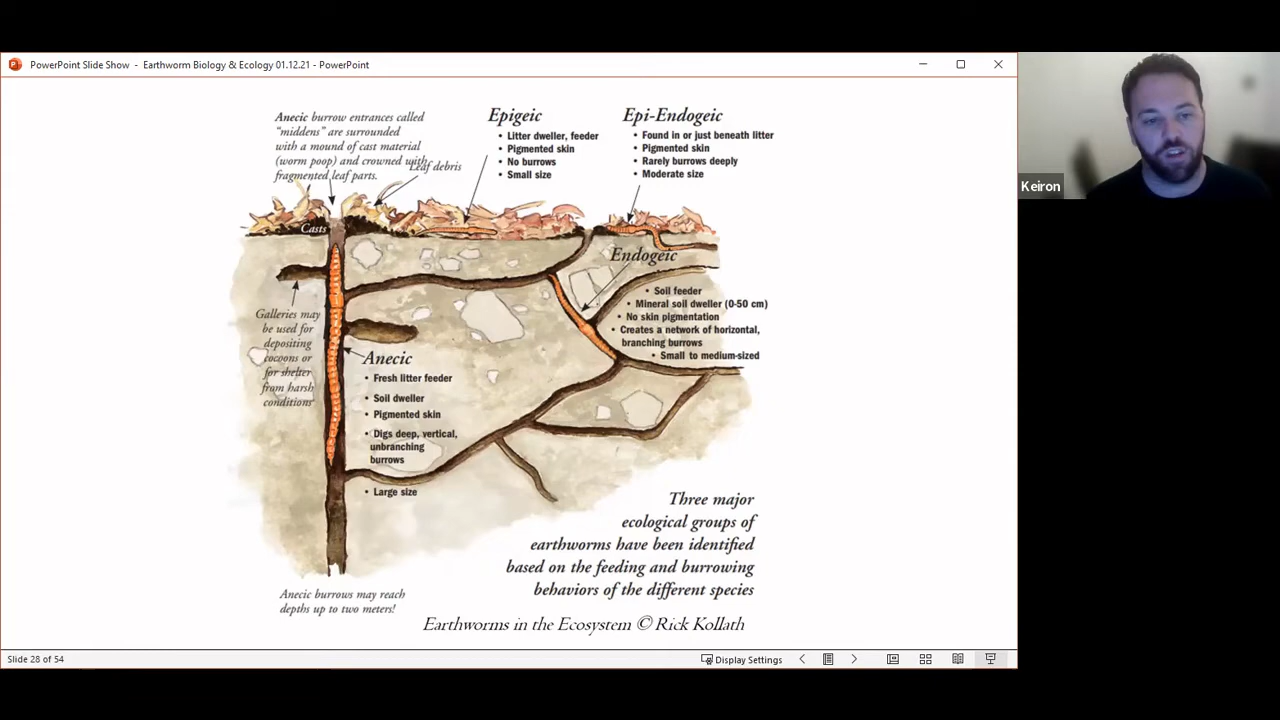 PowerPoint Slide Show - Earthworm Biology & Ecology 01.12.21 - PowerPoint
Anecic burrow entrances called
"middens" are surrounded
with a mound of cast material
(worm poop) and crowned with
fragmented leaf parts.
Leaf debris
Epigeic
• Litter dweller, feeder
• Pigmented skin
• No burrows
• Small size
Epi-Endogeic
• Found in or just beneath litter
• Pigmented skin
• Rarely burrows deeply
• Moderate size
Keiron
Casts
Endogeic
• Soil feeder
• Mineral soil dweller (0-50 cm)
• No skin pigmentation
• Creates a network of horizontal,
branching burrows
• Small to medium-sized
Galleries may
be used for
depositing
cocoons or
for shelter
from harsh
conditions
Anecic
• Fresh litter feeder
• Soil dweller
• Pigmented skin
• Digs deep, vertical,
unbranching
burrows
• Large size
Three major
ecological groups of
earthworms have been identified
based on the feeding and burrowing
behaviors of the different species
Anecic burrows may reach
depths up to two meters!
Earthworms in the Ecosystem © Rick Kollath
Slide 28 of 54
Display Settings